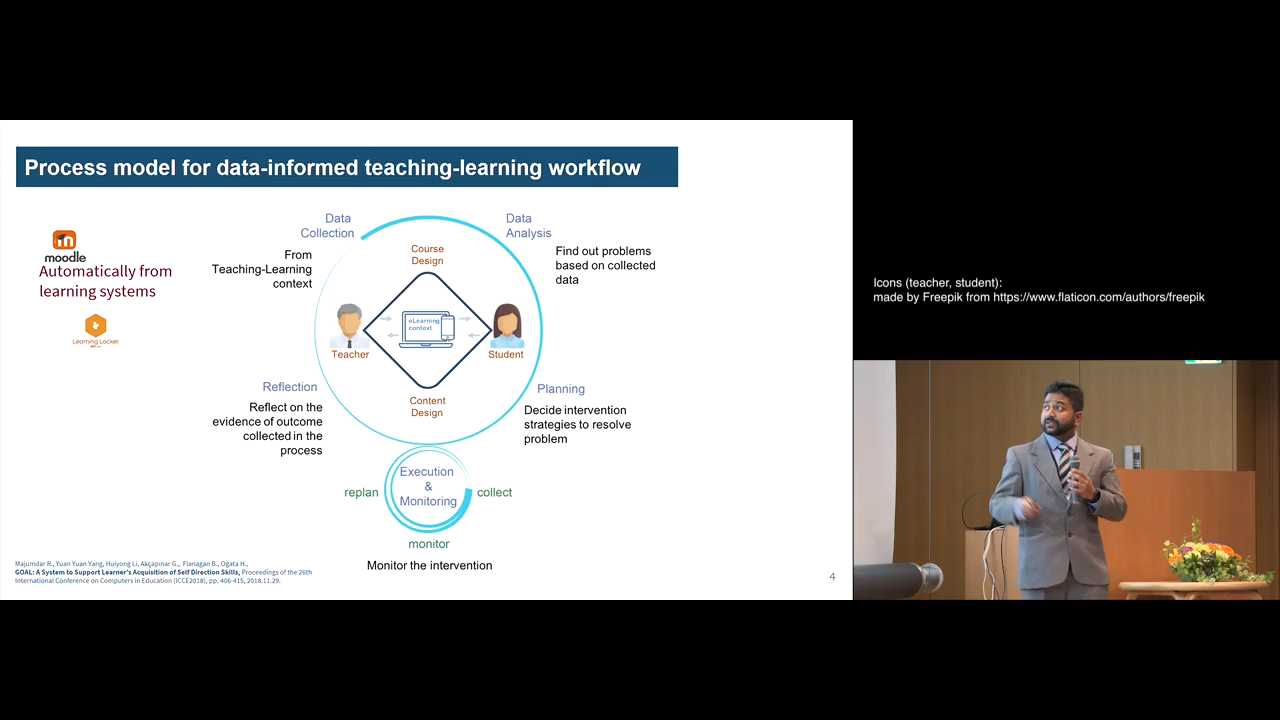 Process model for data-informed teaching-learning workflow
moodle
Automatically from
learning systems
Learning Locker
Data
Collection
From
Teaching-Learning
context
Data
Analysis
Find out problems
based on collected
data
Course
Design
eLearning
context
Teacher
Student
Content
Design
Reflection
Reflect on the
evidence of outcome
collected in the
process
Planning
Decide intervention
strategies to resolve
problem
Execution
&
Monitoring
replan
collect
monitor
Monitor the intervention
Majumdar R., Yuan Yuan Yang, Huiyong Li, Akçapınar G., Flanagan B., Ogata H.,
GOAL: A System to Support Learner's Acquisition of Self Direction Skills, Proceedings of the 26th
International Conference on Computers in Education (ICCE2018), pp. 406-415, 2018.11.29.
4
Icons (teacher, student):
made by Freepik from https://www.flaticon.com/authors/freepik